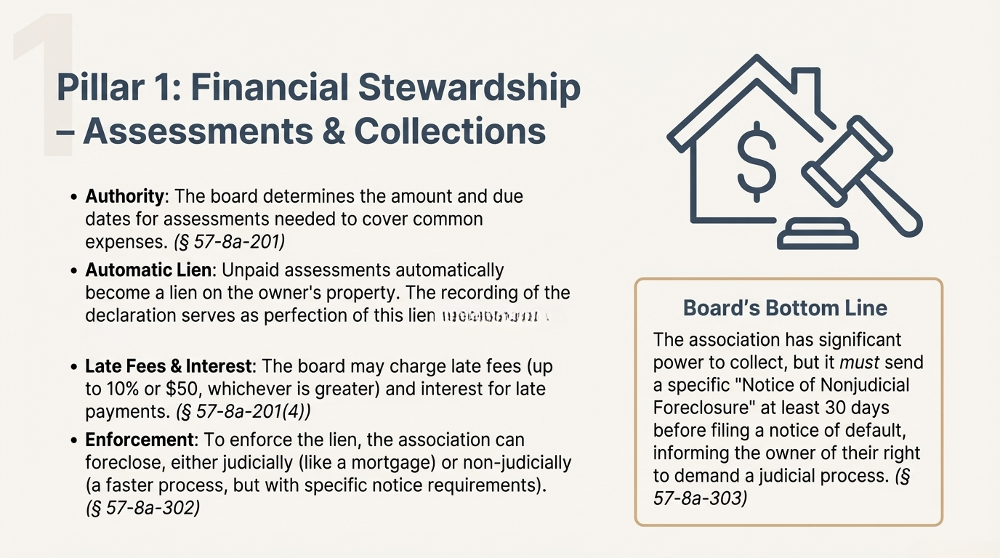 1
Pillar 1: Financial Stewardship
– Assessments & Collections
• Authority: The board determines the amount and due
dates for assessments needed to cover common
expenses. (§ 57-8a-201)
• Automatic Lien: Unpaid assessments automatically
become a lien on the owner's property. The recording of the
declaration serves as perfection of this lien
• Late Fees & Interest: The board may charge late fees (up
to 10% or $50, whichever is greater) and interest for late
payments. (§ 57-8a-201(4))
• Enforcement: To enforce the lien, the association can
foreclose, either judicially (like a mortgage) or non-judicially
(a faster process, but with specific notice requirements).
(§ 57-8a-302)
$
Board's Bottom Line
The association has significant
power to collect, but it must send
a specific "Notice of Nonjudicial
Foreclosure" at least 30 days
before filing a notice of default,
informing the owner of their right
to demand a judicial process. (§
57-8a-303)